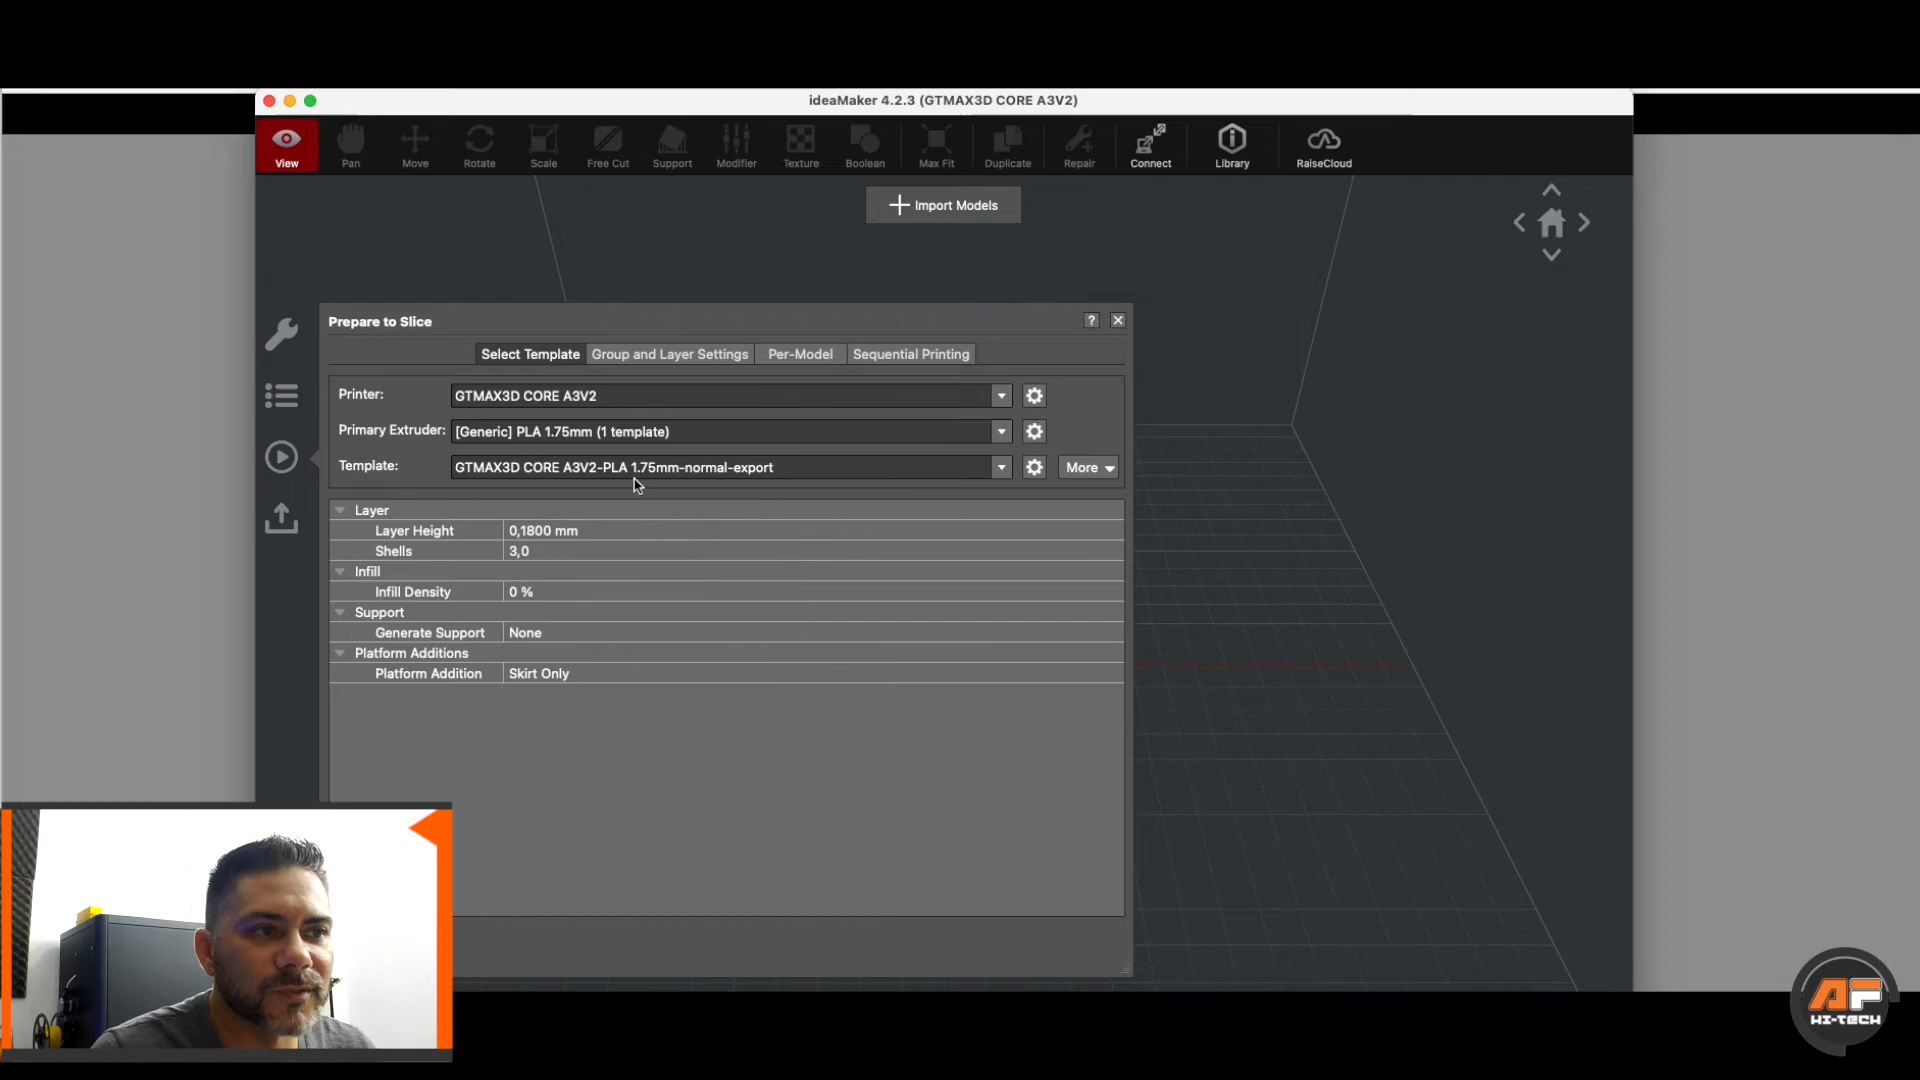 ideaMaker 4.2.3 (GTMAX3D CORE A3V2)
View Pan Move Rotate Scale Free Cut Support Modifier Texture Boolean Max Fit Duplicate Repair Connect Library RaiseCloud
Import Models
Prepare to Slice ?
Select Template Group and Layer Settings Per-Model Sequential Printing
Printer: GTMAX3D CORE A3V2
Primary Extruder: [Generic] PLA 1.75mm (1 template)
Template: GTMAX3D CORE A3V2-PLA 1.75mm-normal-export More
Layer
Layer Height 0,1800 mm
Shells 3,0
Infill
Infill Density 0 %
Support
Generate Support None
Platform Additions
Platform Addition Skirt Only
AF
HI-TECH